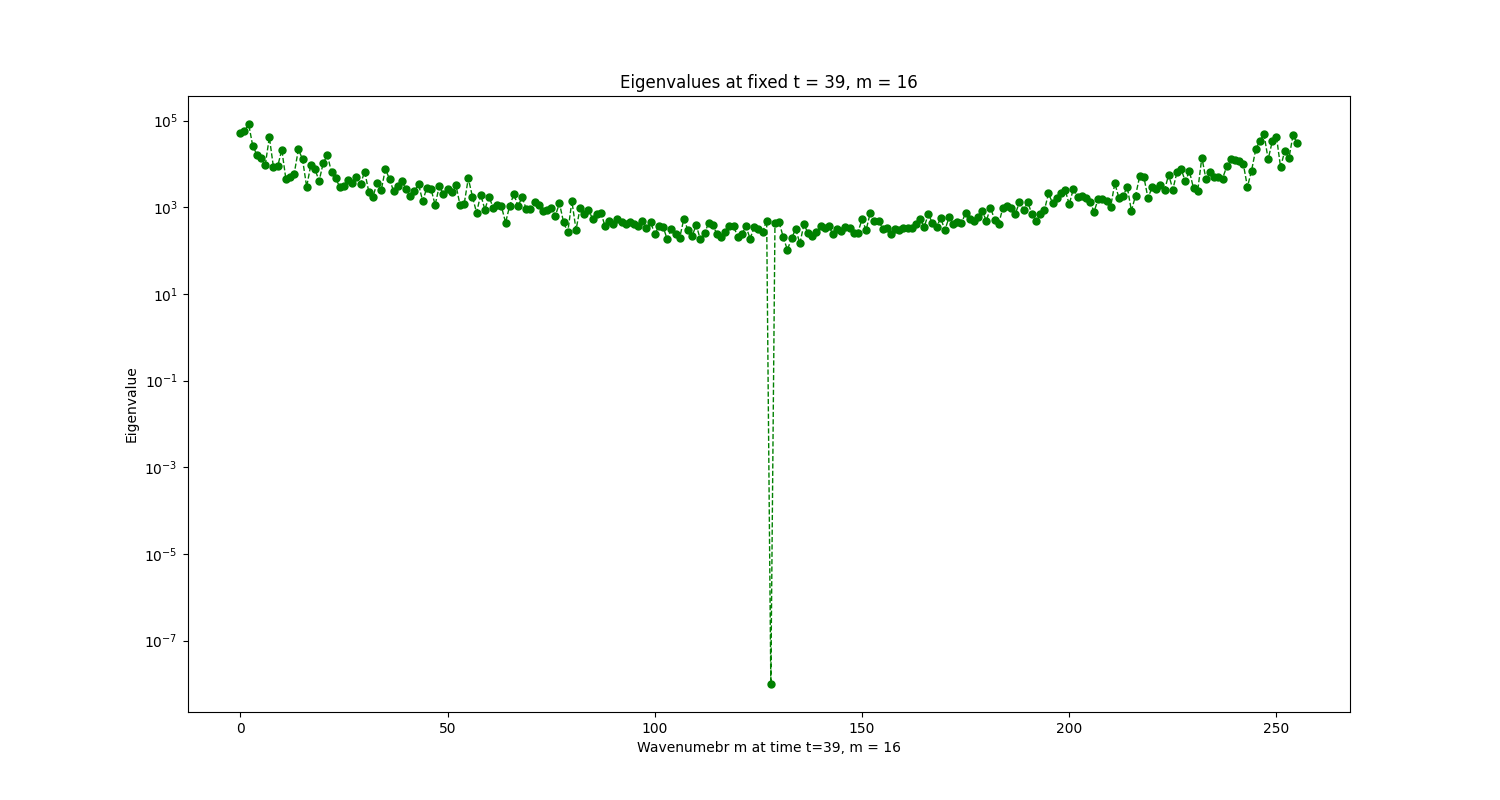 Eigenvalues at fixed t = 39, m = 16
10^5
10^3
10^1
10^-1
10^-3
10^-5
10^-7
Eigenvalue
0 50 100 150 200 250
Wavenumebr m at time t=39, m = 16